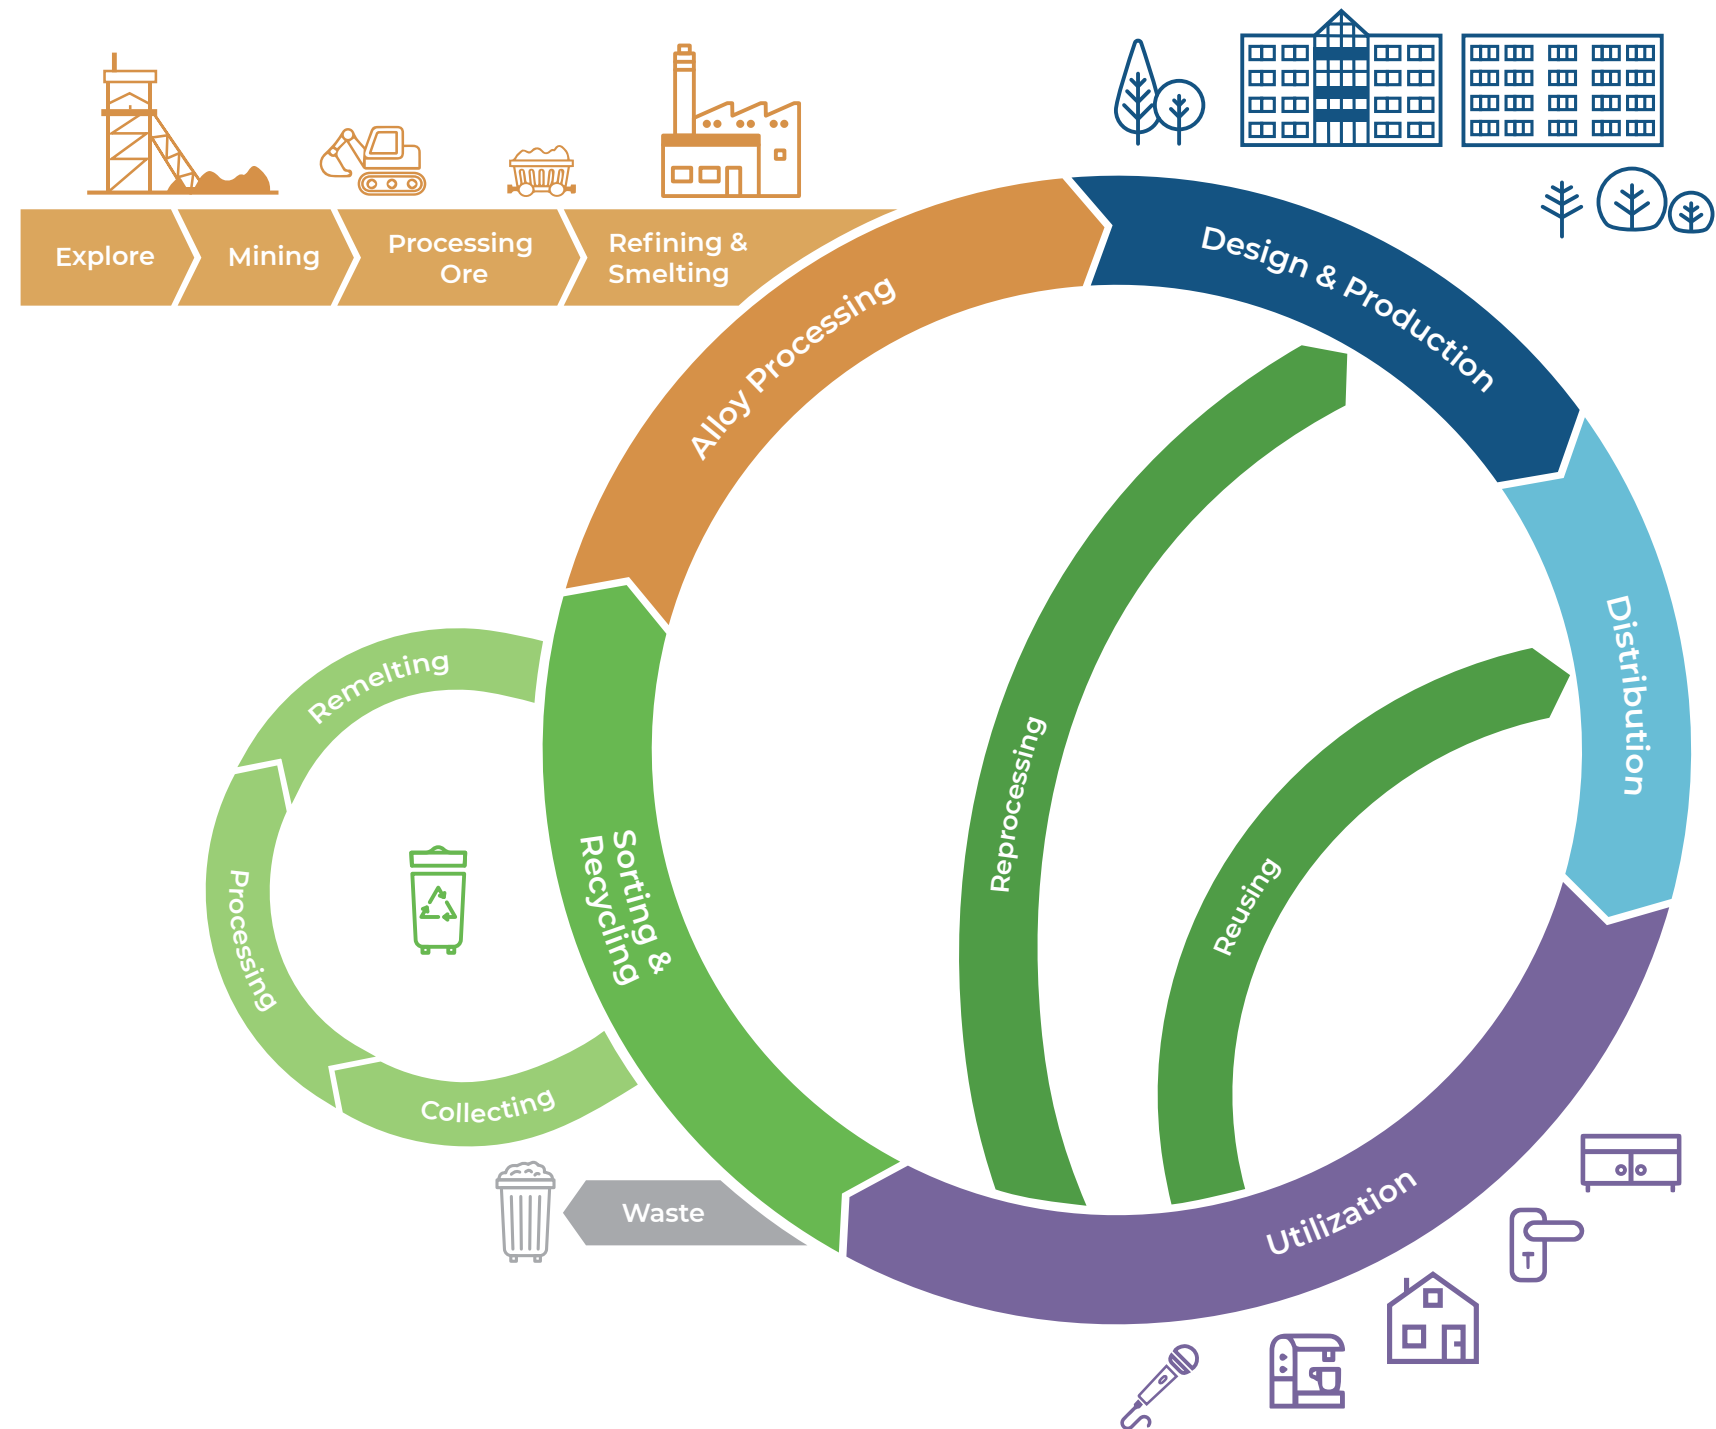 Explore
Mining
Processing
Ore
Refining &
Smelting
Alloy Processing
Design & Production
Distribution
Utilization
Reprocessing
Reusing
Sorting &
Recycling
Remelting
Processing
Collecting
Waste